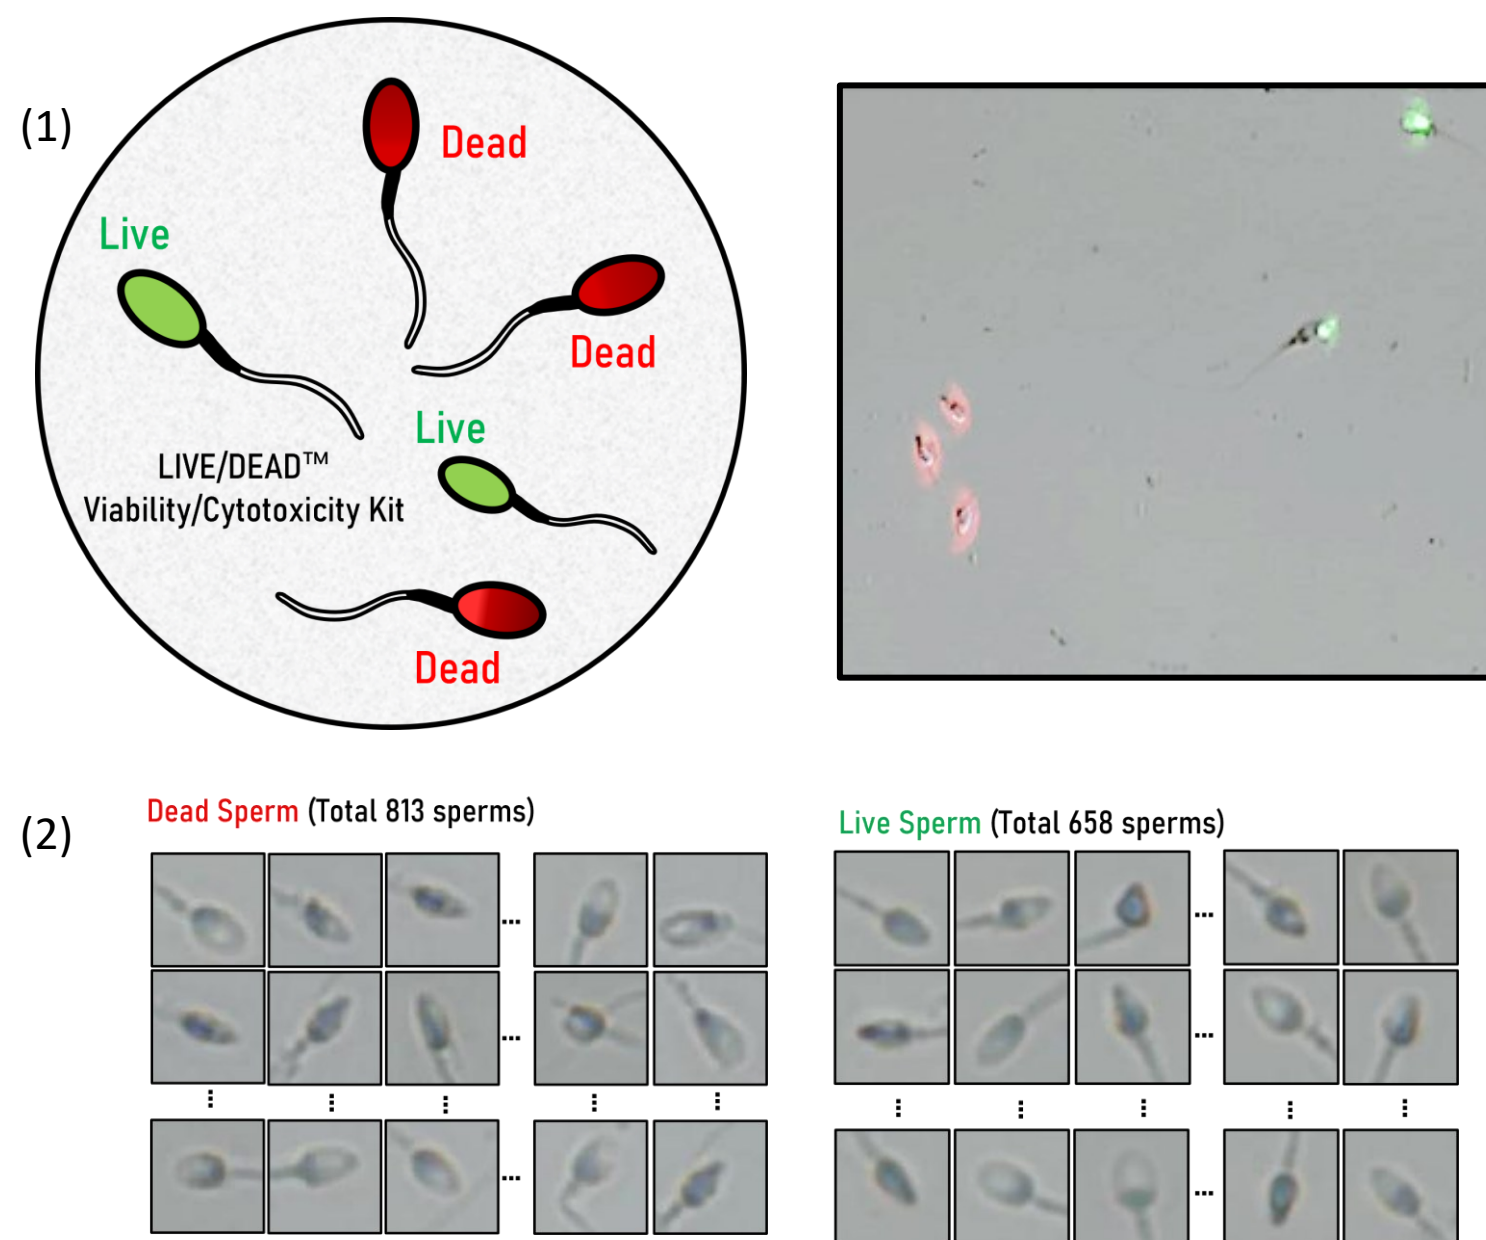 (1)
Dead
Live
Dead
Live
LIVE/DEAD™
Viability/Cytotoxicity Kit
Dead
(2)
Dead Sperm (Total 813 sperms)
Live Sperm (Total 658 sperms)